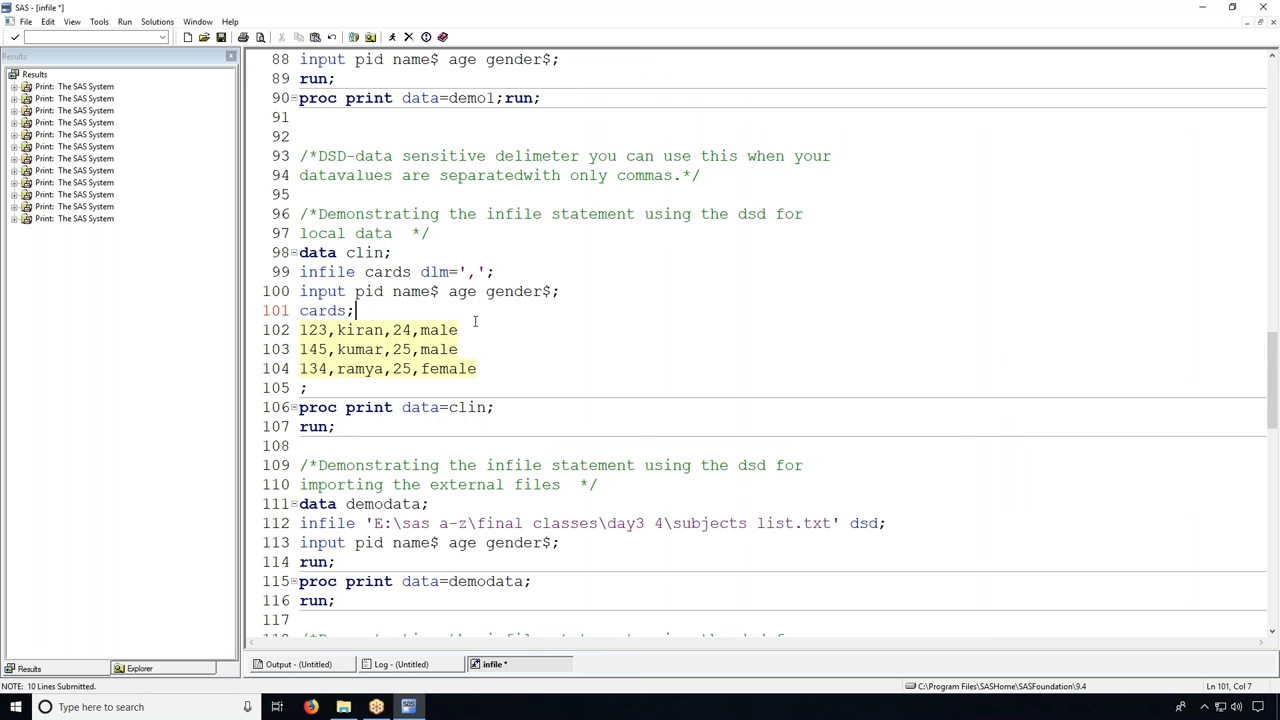 SAS - [infile *]
File Edit View Tools Run Solutions Window Help
Results
Results
Print: The SAS System
Print: The SAS System
Print: The SAS System
Print: The SAS System
Print: The SAS System
Print: The SAS System
Print: The SAS System
Print: The SAS System
Print: The SAS System
Print: The SAS System
Print: The SAS System
Print: The SAS System
88 input pid name$ age gender$;
89 run;
90 proc print data=demo1;run;
91
92
93 /*DSD-data sensitive delimeter you can use this when your
94 datavalues are separatedwith only commas.*/
95
96 /*Demonstrating the infile statement using the dsd for
97 local data */
98 data clin;
99 infile cards dlm=',';
100 input pid name$ age gender$;
101 cards;
102 123,kiran,24,male
103 145,kumar,25,male
104 134,ramya,25,female
105 ;
106 proc print data=clin;
107 run;
108
109 /*Demonstrating the infile statement using the dsd for
110 importing the external files */
111 data demodata;
112 infile 'E:\sas a-z\final classes\day3 4\subjects list.txt' dsd;
113 input pid name$ age gender$;
114 run;
115 proc print data=demodata;
116 run;
117
Results Explorer Output - (Untitled) Log - (Untitled) infile *
NOTE: 10 Lines Submitted. C:\Program Files\SASHome\SASFoundation\9.4 Ln 101, Col 7
Type here to search 7:04 PM